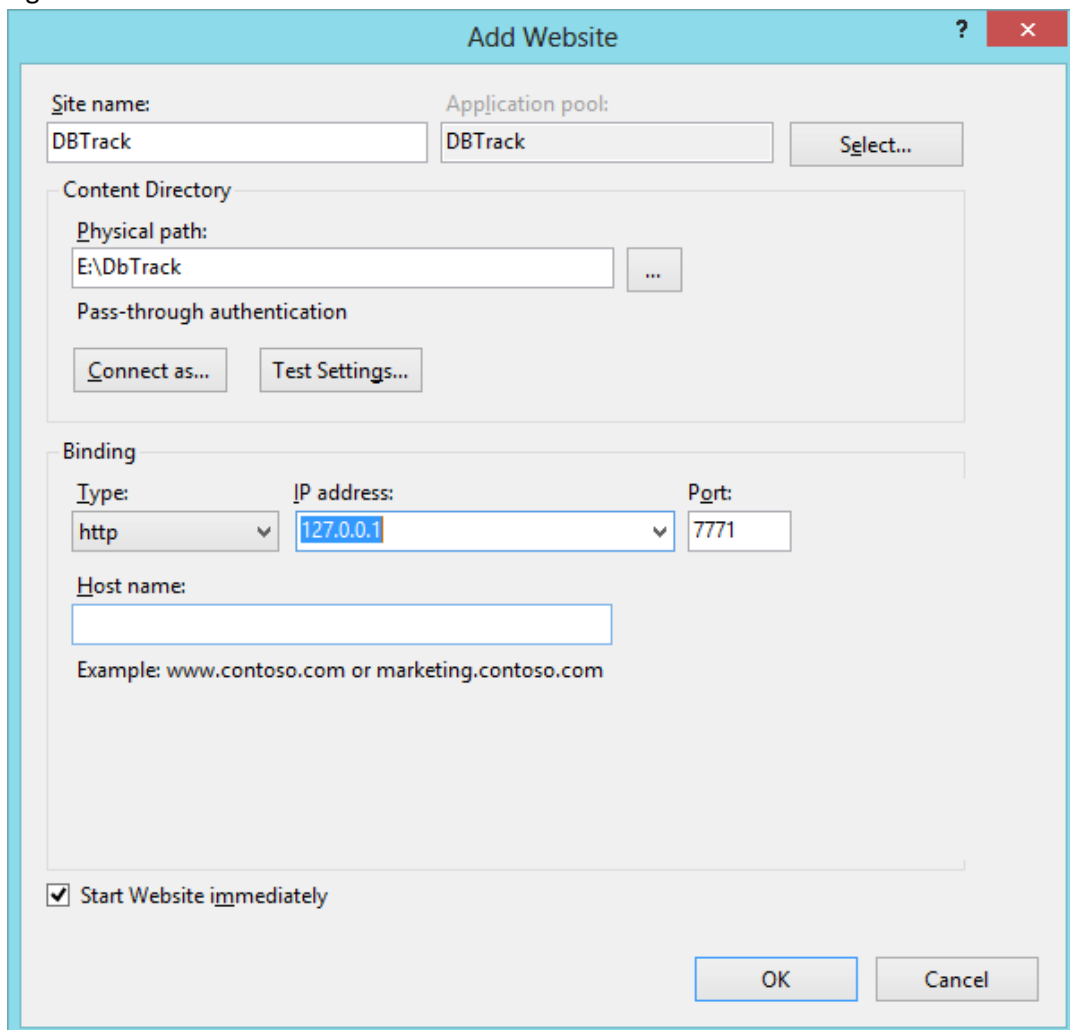 Add Website
?
Site name:
Application pool:
DBTrack
DBTrack
Select...
Content Directory
Physical path:
E:\DbTrack
...
Pass-through authentication
Connect as...
Test Settings...
Binding
Type:
IP address:
Port:
http
127.0.0.1
7771
Host name:
Example: www.contoso.com or marketing.contoso.com
Start Website immediately
OK
Cancel